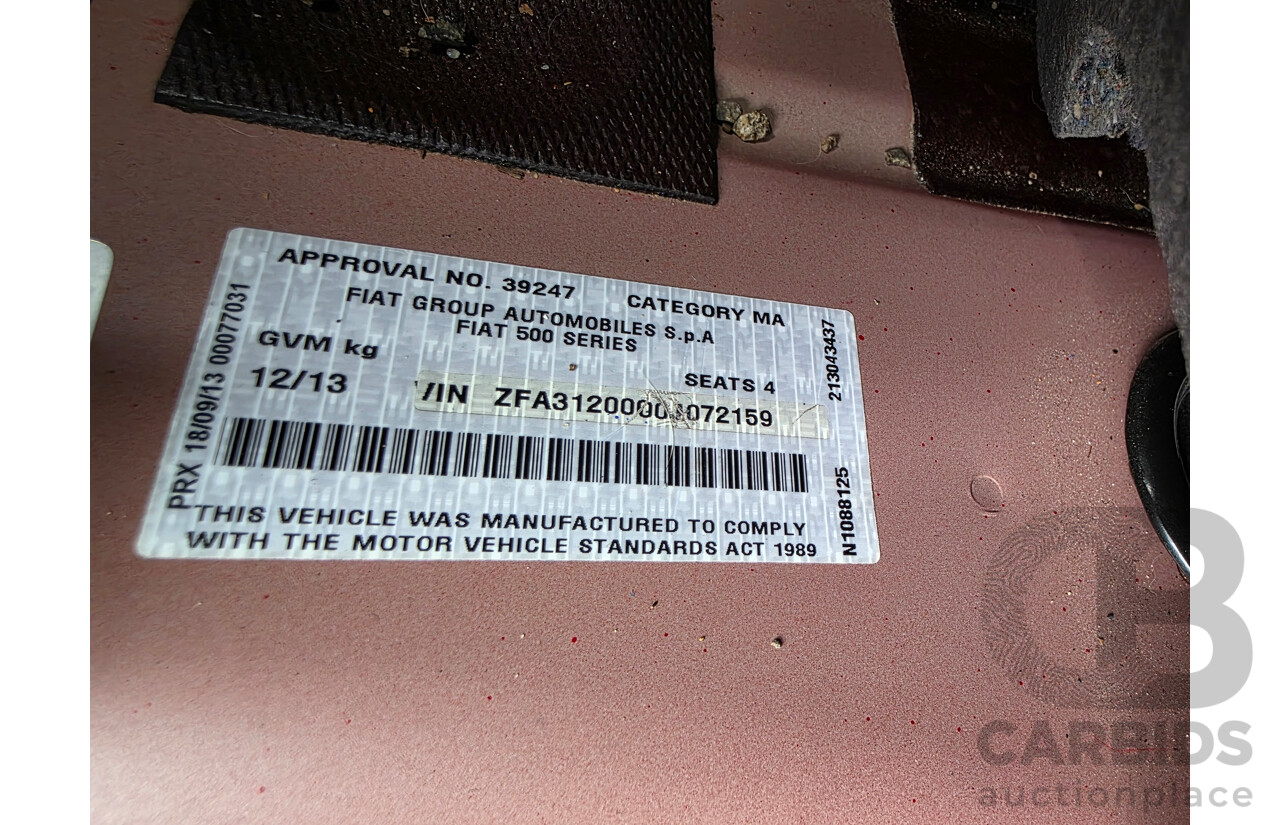 APPROVAL NO. 39247 CATEGORY MA
FIAT GROUP AUTOMOBILES S.p.A
FIAT 500 SERIES
GVM kg
12/13
SEATS 4
VIN
THIS VEHICLE WAS MANUFACTURED TO COMPLY
WITH THE MOTOR VEHICLE STANDARDS ACT 1989
PRX 18/09/13 00077031
213043437
N1088125
CB
CARBIDS
auctionplace